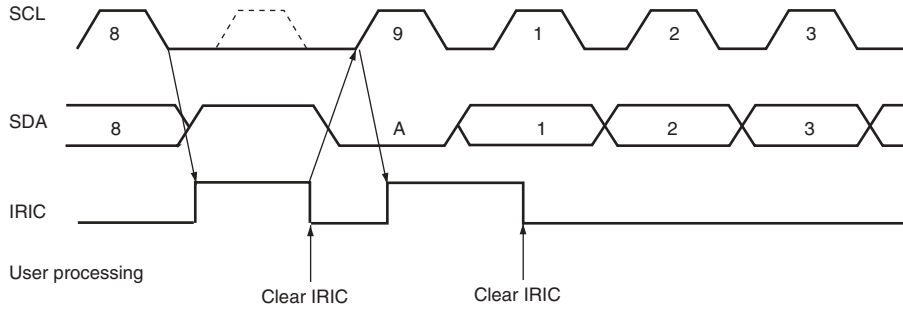 SCL 8 9 1 2 3
SDA 8 A 1 2 3
IRIC
User processing
Clear IRIC Clear IRIC